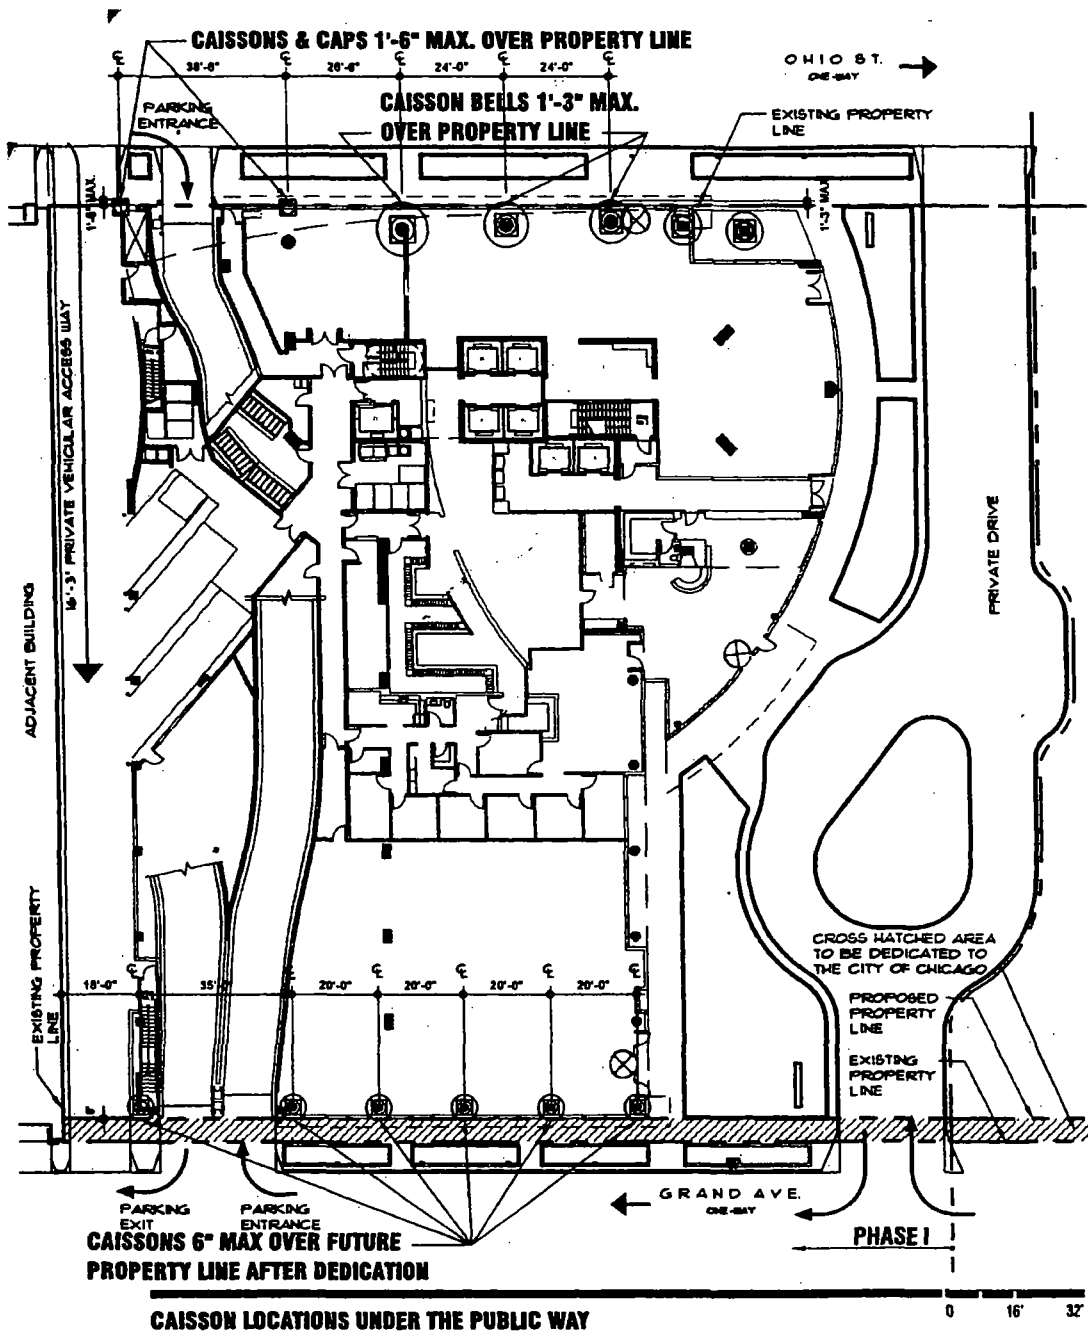 CAISSONS & CAPS 1'-6" MAX. OVER PROPERTY LINE
OHIO ST.
ONE-WAY
38'-6" 26'-6" 24'-0" 24'-0"
PARKING
ENTRANCE
CAISSON BELLS 1'-3" MAX.
OVER PROPERTY LINE
EXISTING PROPERTY
LINE
1'-6" MAX.
1'-3" MAX
16'-3' PRIVATE VEHICULAR ACCESS WAY
ADJACENT BUILDING
PRIVATE DRIVE
CROSS HATCHED AREA
TO BE DEDICATED TO
THE CITY OF CHICAGO
EXISTING PROPERTY
LINE
18'-0" 35'- 20'-0" 20'-0" 20'-0" 20'-0"
PROPOSED
PROPERTY
LINE
EXISTING
PROPERTY
LINE
PARKING
EXIT
PARKING
ENTRANCE
GRAND AVE.
ONE-WAY
PHASE I
CAISSONS 6" MAX OVER FUTURE
PROPERTY LINE AFTER DEDICATION
CAISSON LOCATIONS UNDER THE PUBLIC WAY
0 16' 32'